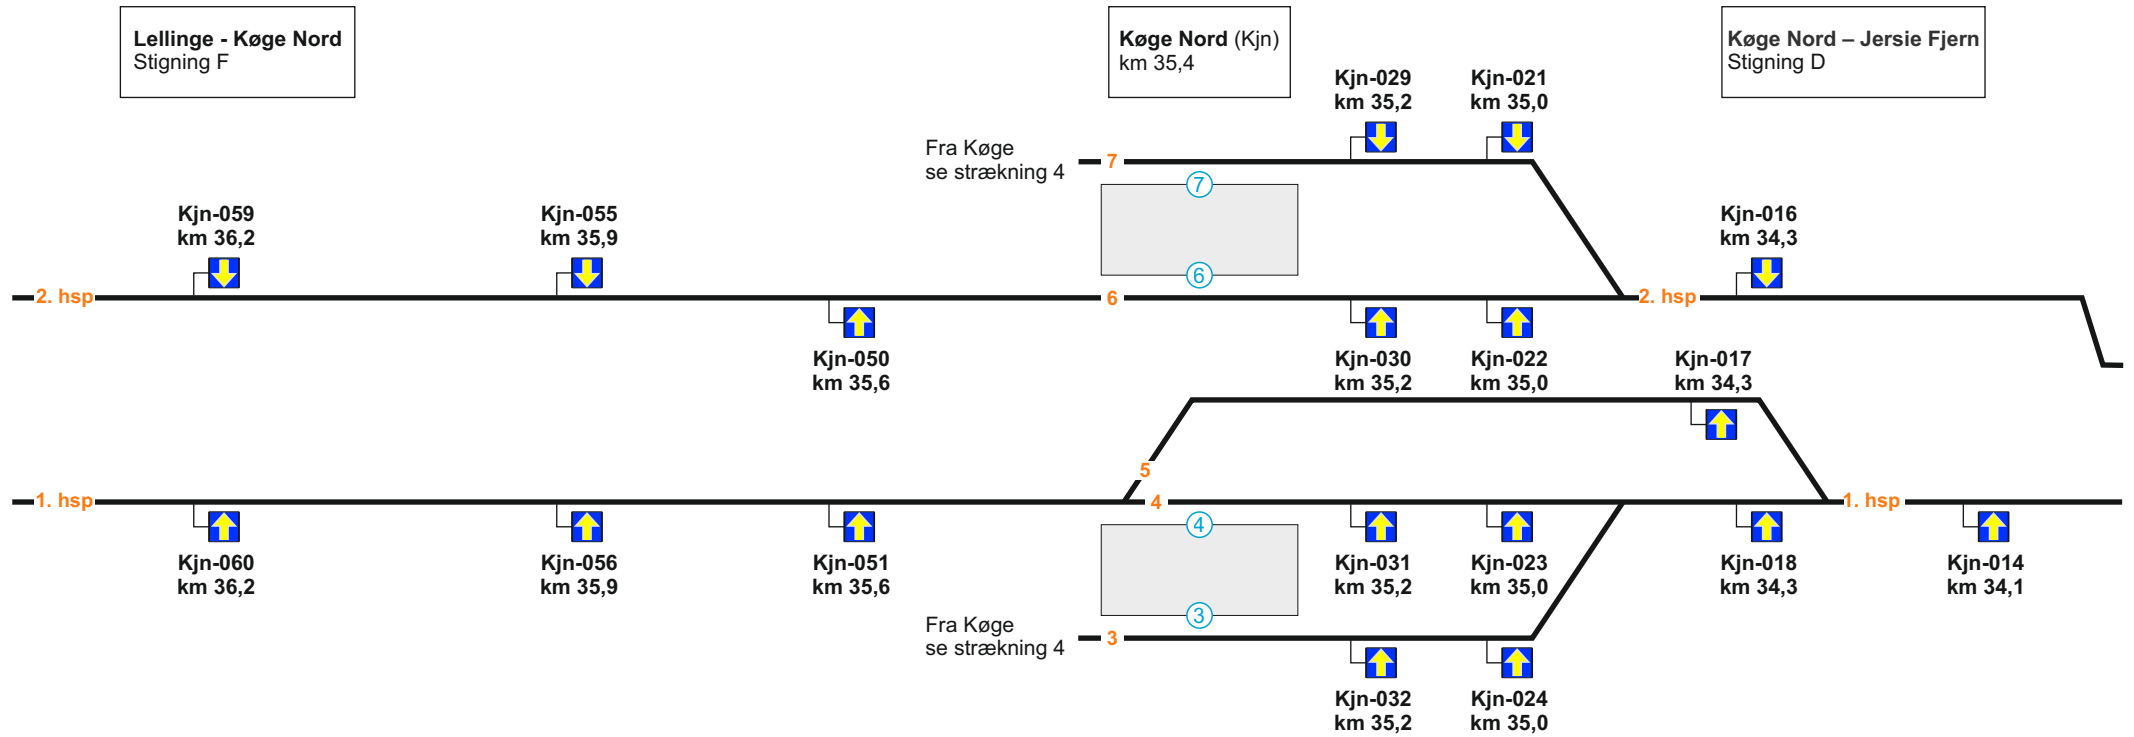 Lellinge - Køge Nord
Stigning F
Køge Nord (Kjn)
km 35,4
Køge Nord – Jersie Fjern
Stigning D
Kjn-029
km 35,2
Kjn-021
km 35,0
Fra Køge
se strækning 4
7
7
Kjn-059
km 36,2
Kjn-055
km 35,9
Kjn-016
km 34,3
6
2. hsp
6
2. hsp
Kjn-050
km 35,6
Kjn-030
km 35,2
Kjn-022
km 35,0
Kjn-017
km 34,3
5
1. hsp
4
1. hsp
4
Kjn-060
km 36,2
Kjn-056
km 35,9
Kjn-051
km 35,6
Kjn-031
km 35,2
Kjn-023
km 35,0
Kjn-018
km 34,3
Kjn-014
km 34,1
3
Fra Køge
se strækning 4
3
Kjn-032
km 35,2
Kjn-024
km 35,0